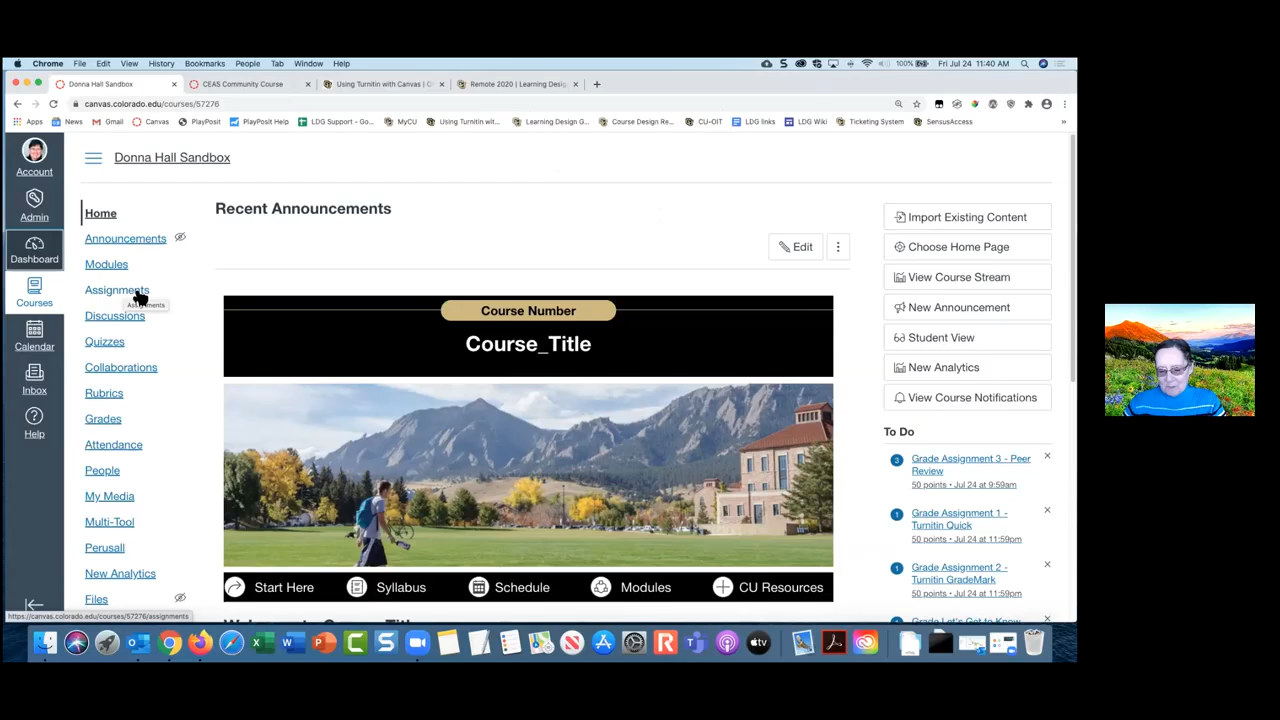 Chrome File Edit View History Bookmarks People Tab Window Help 100% Fri Jul 24 11:40 AM
Donna Hall Sandbox CEAS Community Course Using Turnitin with Canvas | O Remote 2020 | Learning Desig
canvas.colorado.edu/courses/57276
Apps News Gmail Canvas PlayPosit PlayPosit Help LDG Support - Go... MyCU Using Turnitin wit... Learning Design G... Course Design Re... CU-OIT LDG links LDG Wiki Ticketing System SensusAccess »
Account
Admin
Dashboard
Courses
Calendar
Inbox
Help
Donna Hall Sandbox
Home
Announcements
Modules
Assignments
Assignments
Discussions
Quizzes
Collaborations
Rubrics
Grades
Attendance
People
My Media
Multi-Tool
Perusall
New Analytics
Files
https://canvas.colorado.edu/courses/57276/assignments
Recent Announcements
Edit
Course Number
Course_Title
Start Here Syllabus Schedule Modules CU Resources
Import Existing Content
Choose Home Page
View Course Stream
New Announcement
Student View
New Analytics
View Course Notifications
To Do
3 Grade Assignment 3 - Peer
Review
50 points • Jul 24 at 9:59am
1 Grade Assignment 1 -
Turnitin Quick
50 points • Jul 24 at 11:59pm
1 Grade Assignment 2 -
Turnitin GradeMark
50 points • Jul 24 at 11:59pm